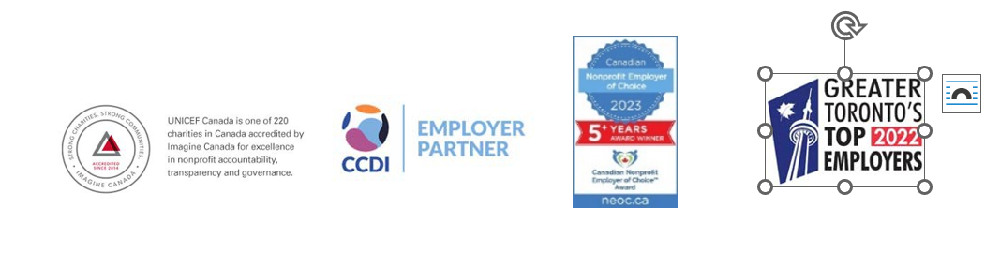 STRONG CHARITIES. STRONG COMMUNITIES.
ACCREDITED
SINCE 2014
• IMAGINE CANADA •
UNICEF Canada is one of 220
charities in Canada accredited by
Imagine Canada for excellence
in nonprofit accountability,
transparency and governance.
CCDI
EMPLOYER
PARTNER
Canadian
Nonprofit Employer
of Choice
2023
5+ YEARS
AWARD WINNER
Canadian Nonprofit
Employer of Choice™
Award
neoc.ca
GREATER
TORONTO'S
TOP 2022
EMPLOYERS